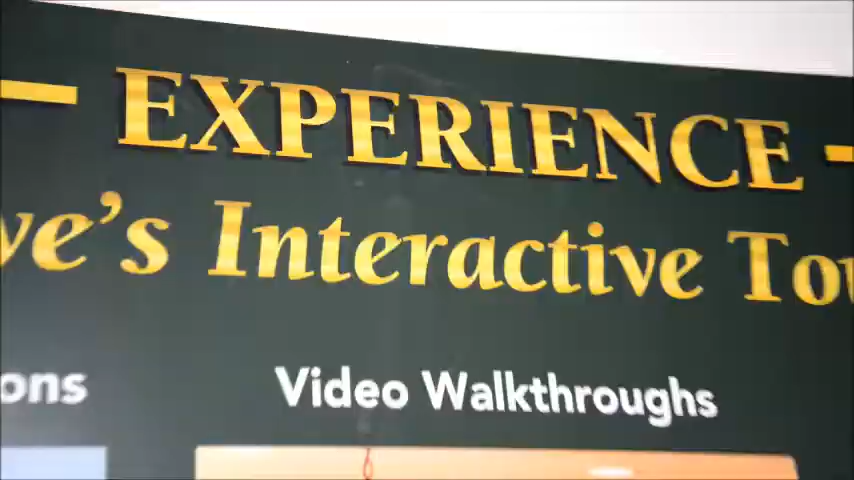 EXPERIENCE
ve's Interactive To
ons
Video Walkthroughs